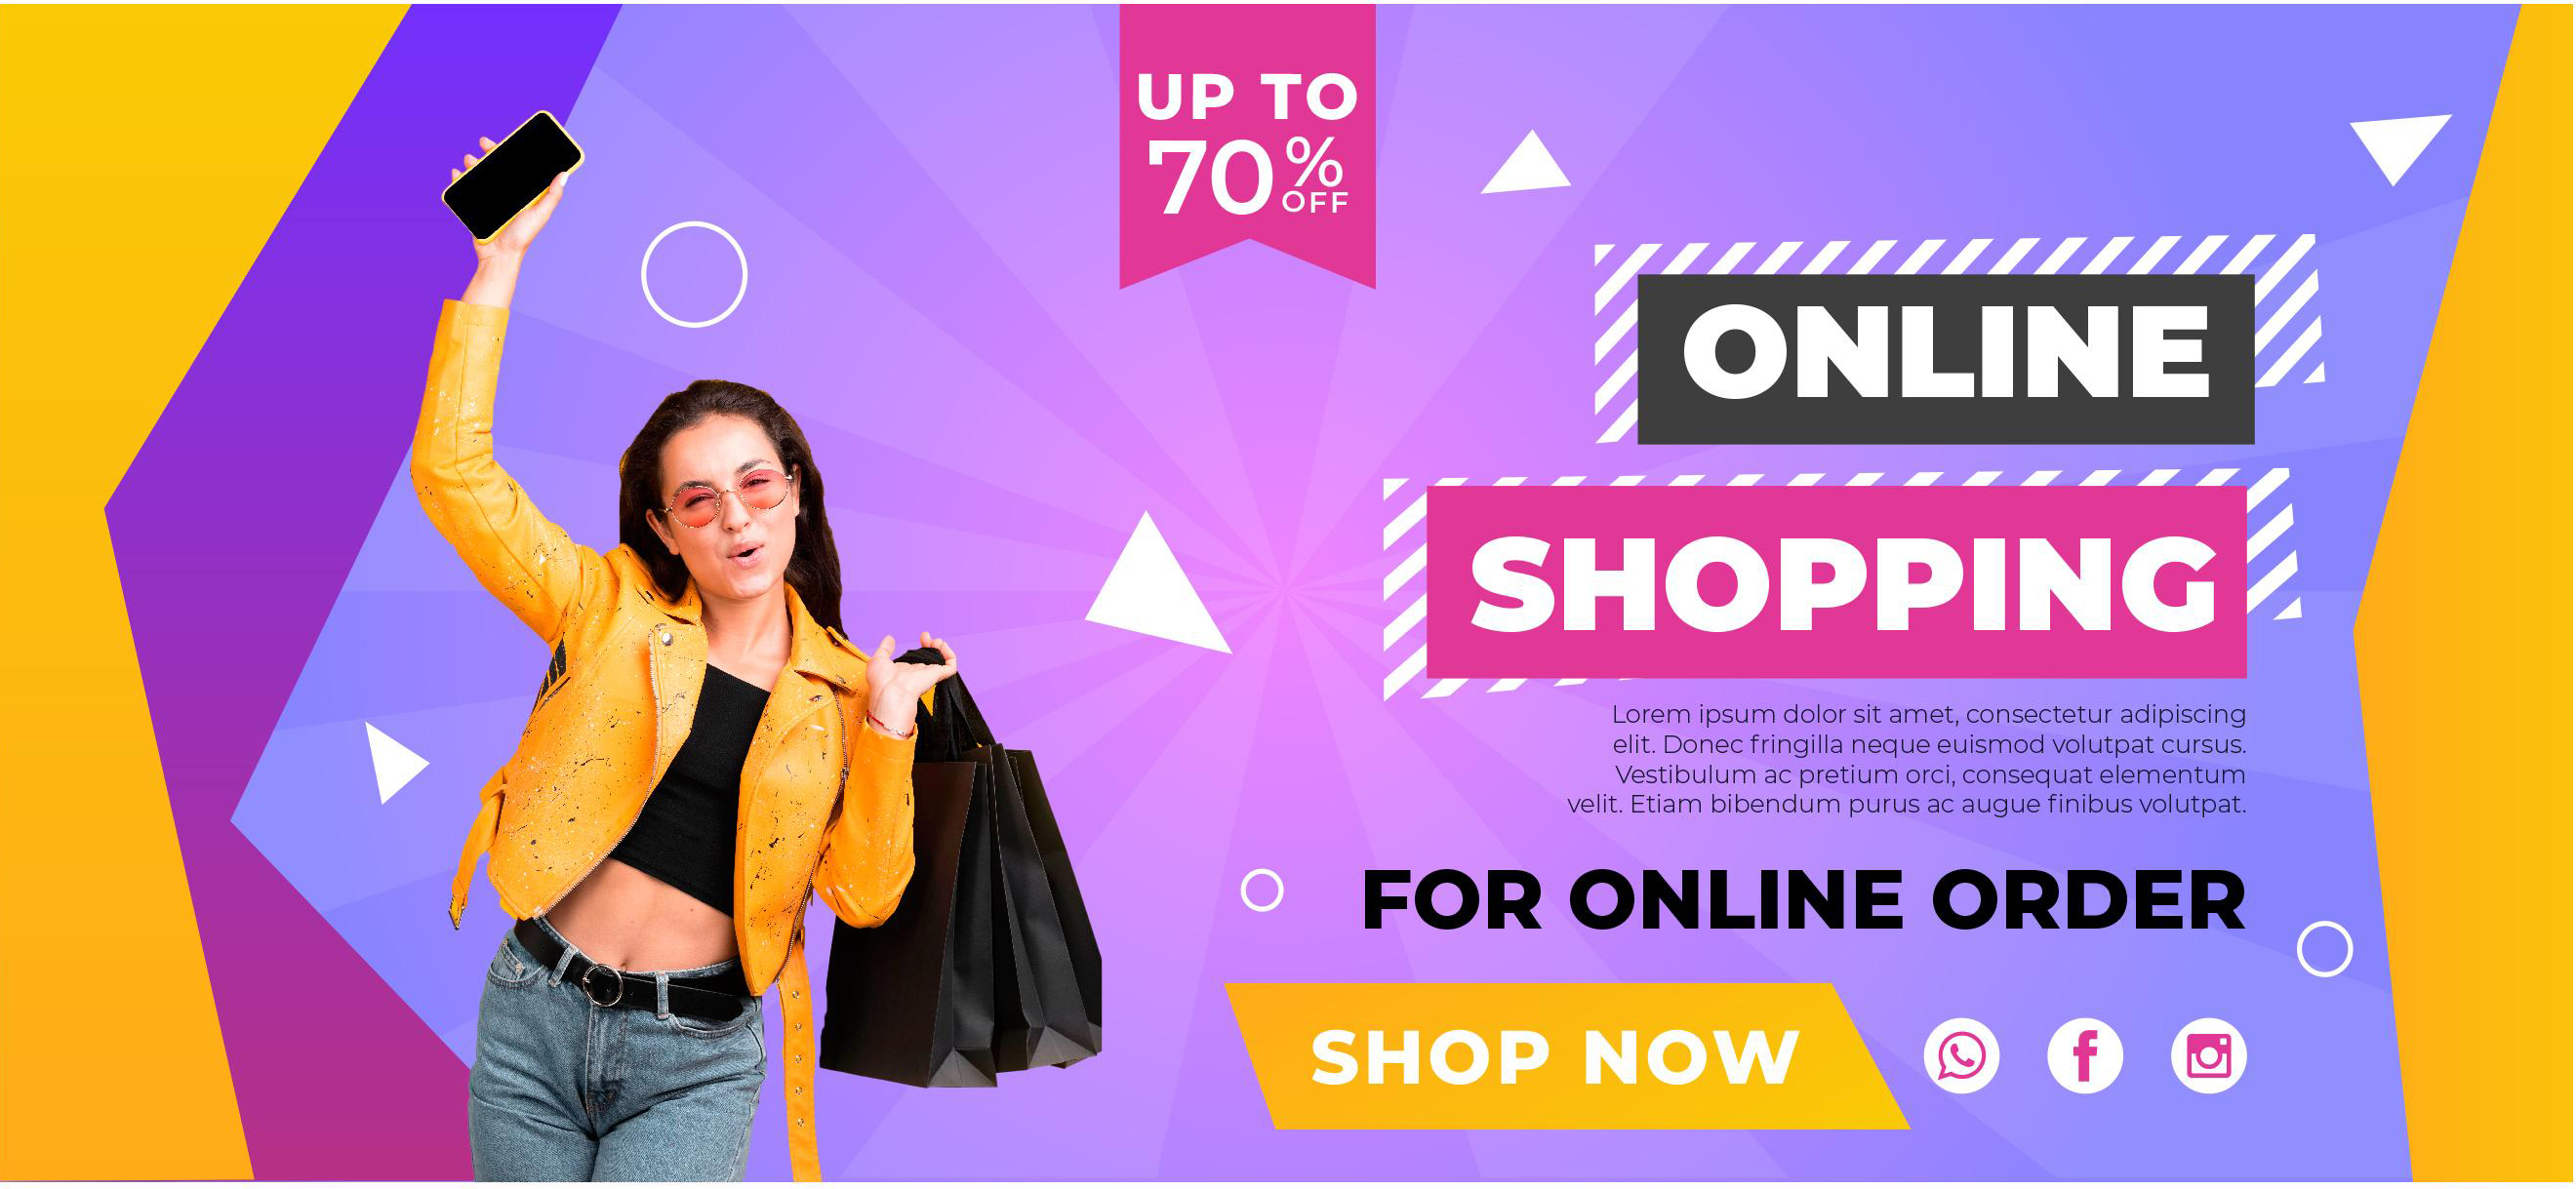 UP TO
70%
OFF
ONLINE
SHOPPING
Lorem ipsum dolor sit amet, consectetur adipiscing
elit. Donec fringilla neque euismod volutpat cursus.
Vestibulum ac pretium orci, consequat elementum
velit. Etiam bibendum purus ac augue finibus volutpat.
FOR ONLINE ORDER
SHOP NOW